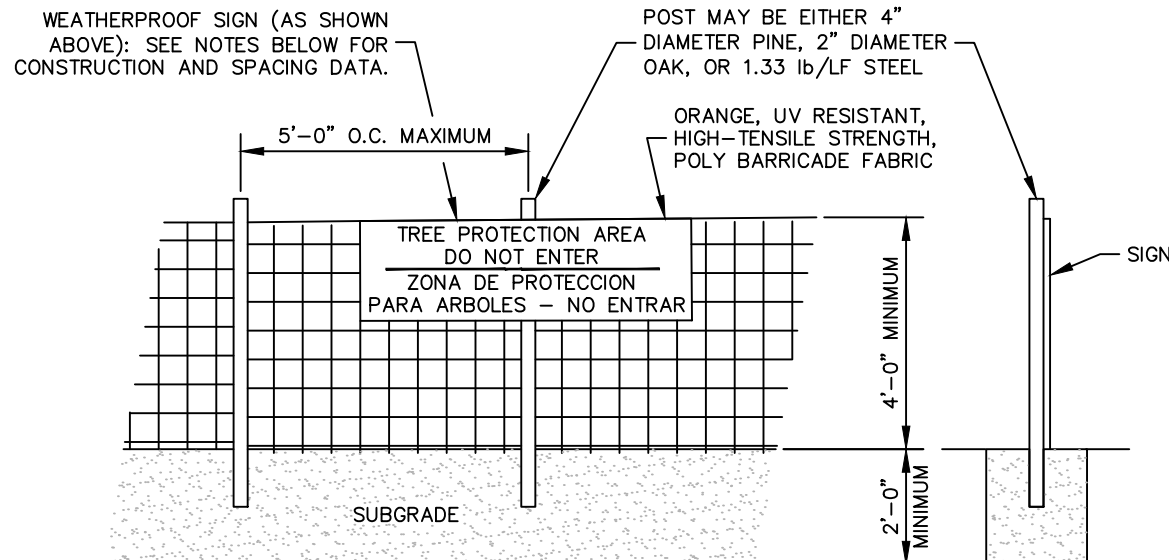 WEATHERPROOF SIGN (AS SHOWN
ABOVE): SEE NOTES BELOW FOR
CONSTRUCTION AND SPACING DATA.
POST MAY BE EITHER 4"
DIAMETER PINE, 2" DIAMETER
OAK, OR 1.33 lb/LF STEEL
ORANGE, UV RESISTANT,
HIGH-TENSILE STRENGTH,
POLY BARRICADE FABRIC
5'-0" O.C. MAXIMUM
TREE PROTECTION AREA
DO NOT ENTER
ZONA DE PROTECCION
PARA ARBOLES - NO ENTRAR
SIGN
4'-0" MINIMUM
2'-0"
MINIMUM
SUBGRADE